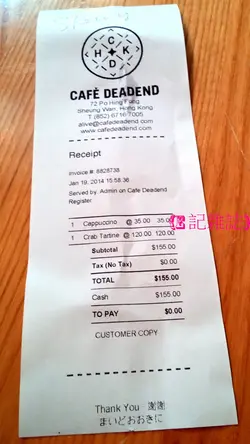 C
H K
D
CAFÈ DEADEND
72 Po Hing Fong
Sheung Wan, Hong Kong
T.(852) 6716 7005
alive@cafedeadend.com
www.cafedeadend.com
Receipt
Invoice #: 8828738
Jan 19, 2014 15:58:36
Served by: Admin on Cafe Deadend
Register
1 Cappuccino @ 35.00 35.00
1 Crab Tartine @ 120.00 120.00
Subtotal $155.00
Tax (No Tax) $0.00
TOTAL $155.00
Cash $155.00
TO PAY $0.00
CUSTOMER COPY
Thank You 謝謝
まいどおおきに